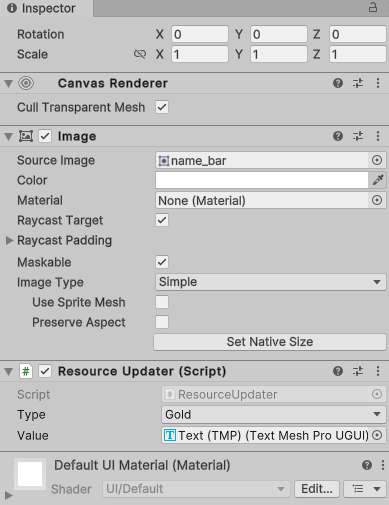 Inspector
Rotation X 0 Y 0 Z 0
Scale X 1 Y 1 Z 1
Canvas Renderer
Cull Transparent Mesh
Image
Source Image name_bar
Color
Material None (Material)
Raycast Target
Raycast Padding
Maskable
Image Type Simple
Use Sprite Mesh
Preserve Aspect
Set Native Size
# Resource Updater (Script)
Script ResourceUpdater
Type Gold
Value T Text (TMP) (Text Mesh Pro UGUI)
Default UI Material (Material)
Shader UI/Default Edit...